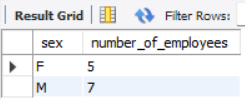 Result Grid Filter Rows:
sex number_of_employees
F 5
M 7